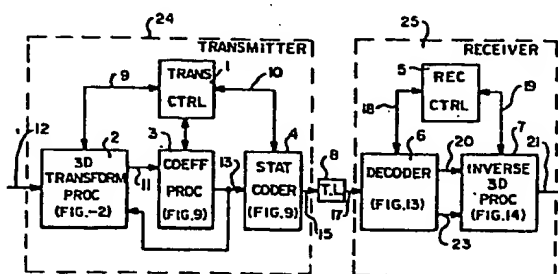 24
TRANSMITTER
25
RECEIVER
9
TRANS
CTRL
1
10
5
REC
CTRL
18
19
12
2
3D
TRANSFORM
PROC
(FIG.-2)
11
3
COEFF
PROC
(FIG.9)
13
4
STAT
CODER
(FIG.9)
15
8
T.L
17
6
DECODER
(FIG.13)
20
23
7
INVERSE
3D
PROC
(FIG.14)
21